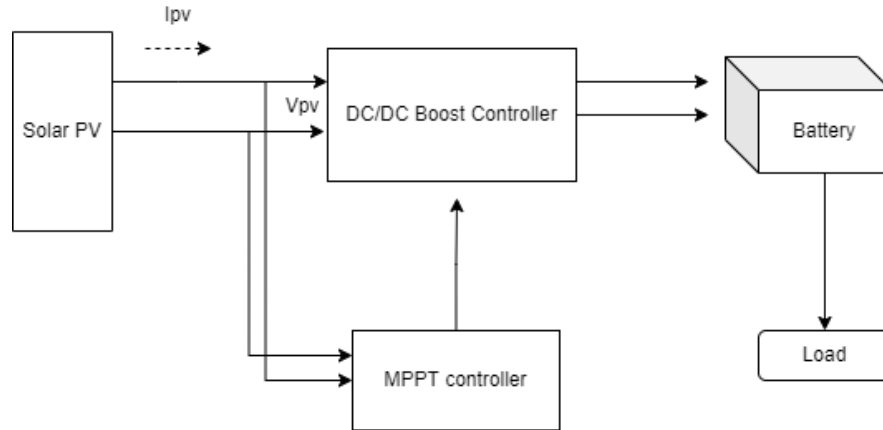 Ipv
Solar PV
Vpv
DC/DC Boost Controller
Battery
MPPT controller
Load